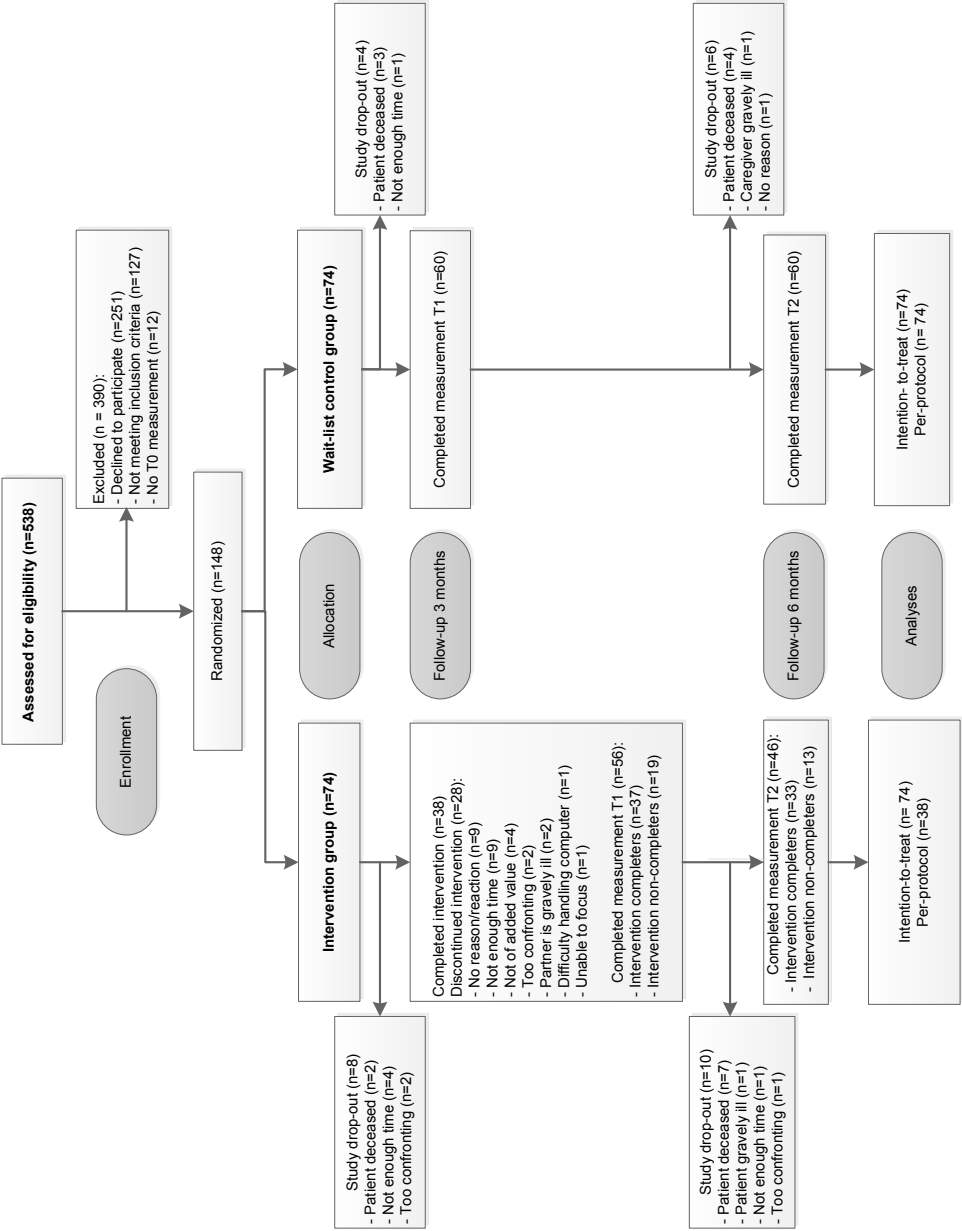 Assessed for eligibility (n=538)
Enrollment
Excluded (n = 390):
- Declined to participate (n=251)
- Not meeting inclusion criteria (n=127)
- No T0 measurement (n=12)
Randomized (n=148)
Allocation
Intervention group (n=74)
Wait-list control group (n=74)
Study drop-out (n=8)
- Patient deceased (n=2)
- Not enough time (n=4)
- Too confronting (n=2)
Study drop-out (n=4)
- Patient deceased (n=3)
- Not enough time (n=1)
Follow-up 3 months
Completed intervention (n=38)
Discontinued intervention (n=28):
- No reason/reaction (n=9)
- Not enough time (n=9)
- Not of added value (n=4)
- Too confronting (n=2)
- Partner is gravely ill (n=2)
- Difficulty handling computer (n=1)
- Unable to focus (n=1)
Completed measurement T1 (n=56):
- Intervention completers (n=37)
- Intervention non-completers (n=19)
Completed measurement T1 (n=60)
Study drop-out (n=10)
- Patient deceased (n=7)
- Patient gravely ill (n=1)
- Not enough time (n=1)
- Too confronting (n=1)
Study drop-out (n=6)
- Patient deceased (n=4)
- Caregiver gravely ill (n=1)
- No reason (n=1)
Follow-up 6 months
Completed measurement T2 (n=46):
- Intervention completers (n=33)
- Intervention non-completers (n=13)
Completed measurement T2 (n=60)
Analyses
Intention-to-treat (n= 74)
Per-protocol (n=38)
Intention- to-treat (n=74)
Per-protocol (n= 74)